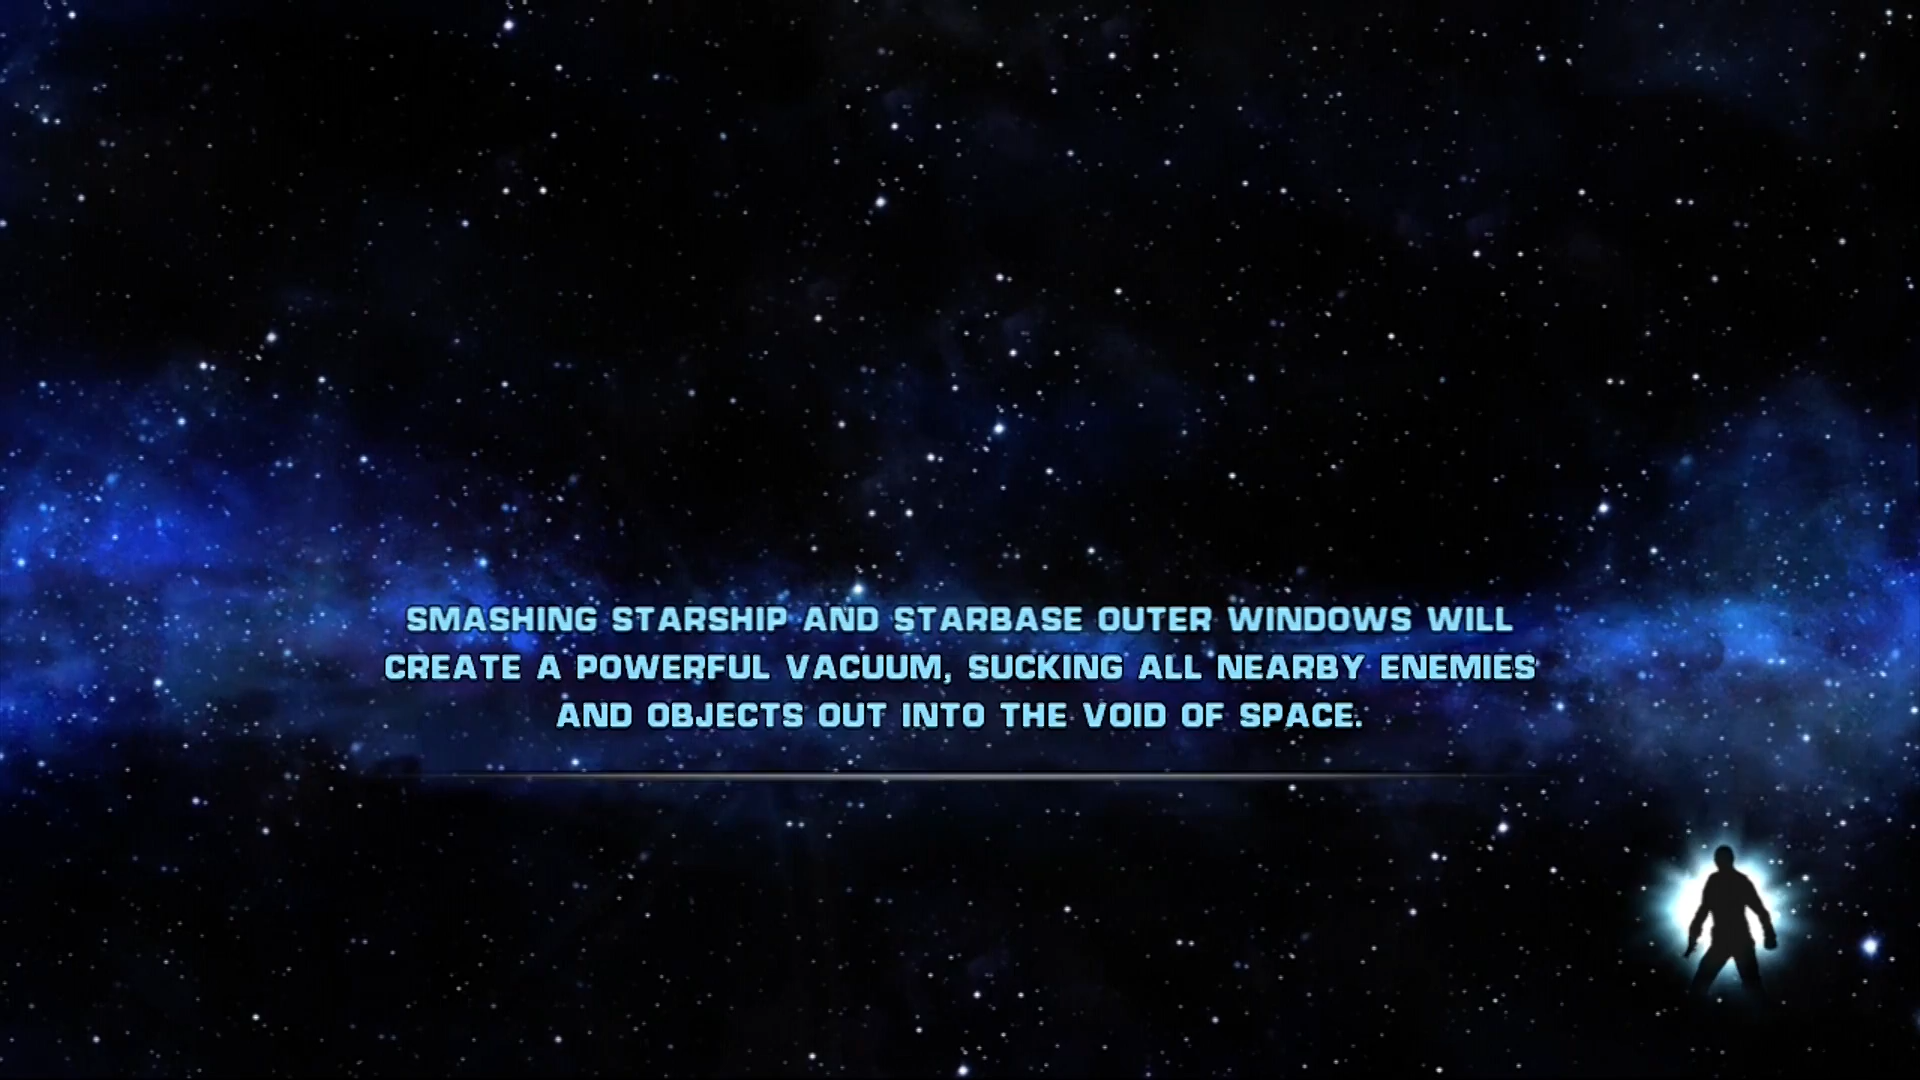 SMASHING STARSHIP AND STARBASE OUTER WINDOWS WILL
CREATE A POWERFUL VACUUM, SUCKING ALL NEARBY ENEMIES
AND OBJECTS OUT INTO THE VOID OF SPACE.